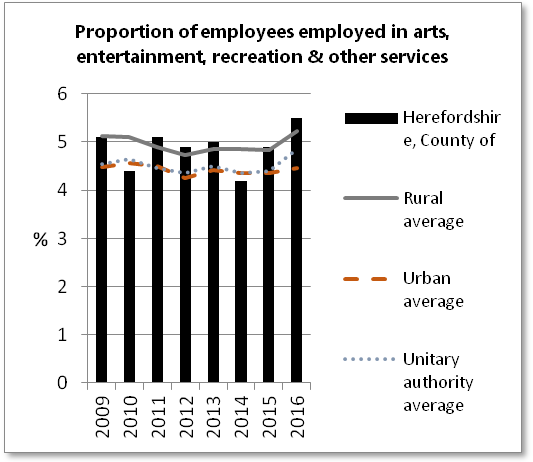 Proportion of employees employed in arts,
entertainment, recreation & other services
6
5
4
3
2
1
0
%
2009
2010
2011
2012
2013
2014
2015
2016
Herefordshir
e, County of
Rural
average
Urban
average
Unitary
authority
average